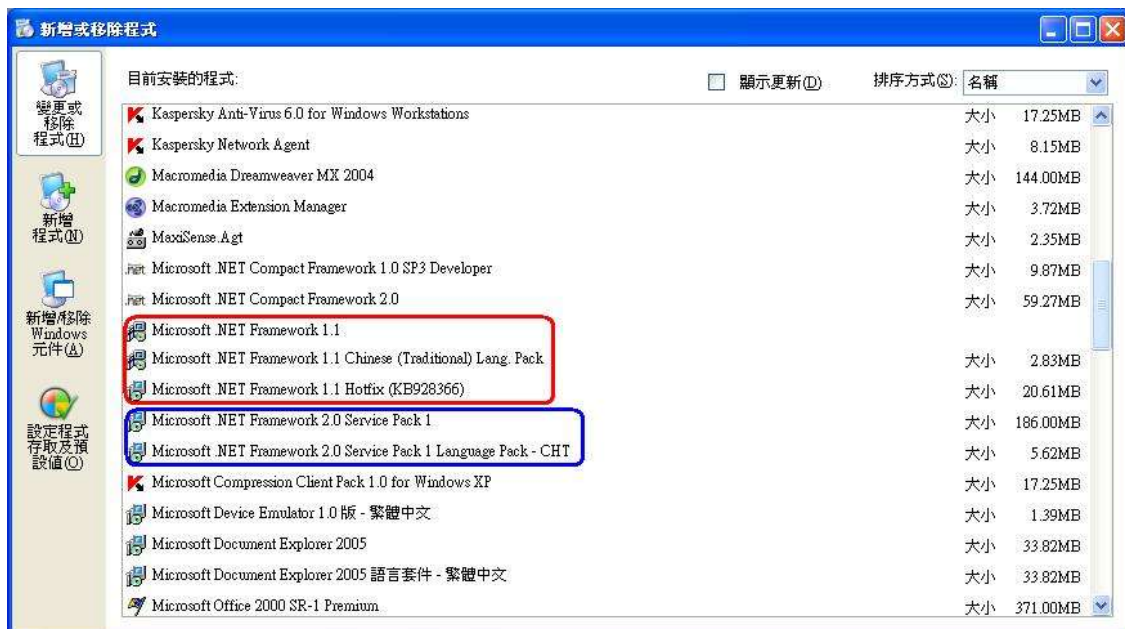 新增或移除程式
變更或
移除
程式(H)
新增
程式(N)
新增/移除
Windows
元件(A)
設定程式
存取及預
設值(O)
目前安裝的程式:
顯示更新(D)
排序方式(S): 名稱
Kaspersky Anti-Virus 6.0 for Windows Workstations 大小 17.25MB
Kaspersky Network Agent 大小 8.15MB
Macromedia Dreamweaver MX 2004 大小 144.00MB
Macromedia Extension Manager 大小 3.72MB
MaxiSense.Agt 大小 2.35MB
.net Microsoft .NET Compact Framework 1.0 SP3 Developer 大小 9.87MB
.net Microsoft .NET Compact Framework 2.0 大小 59.27MB
Microsoft .NET Framework 1.1
Microsoft .NET Framework 1.1 Chinese (Traditional) Lang. Pack 大小 2.83MB
Microsoft .NET Framework 1.1 Hotfix (KB928366) 大小 20.61MB
Microsoft .NET Framework 2.0 Service Pack 1 大小 186.00MB
Microsoft .NET Framework 2.0 Service Pack 1 Language Pack - CHT 大小 5.62MB
Microsoft Compression Client Pack 1.0 for Windows XP 大小 17.25MB
Microsoft Device Emulator 1.0 版 - 繁體中文 大小 1.39MB
Microsoft Document Explorer 2005 大小 33.82MB
Microsoft Document Explorer 2005 語言套件 - 繁體中文 大小 33.82MB
Microsoft Office 2000 SR-1 Premium 大小 371.00MB